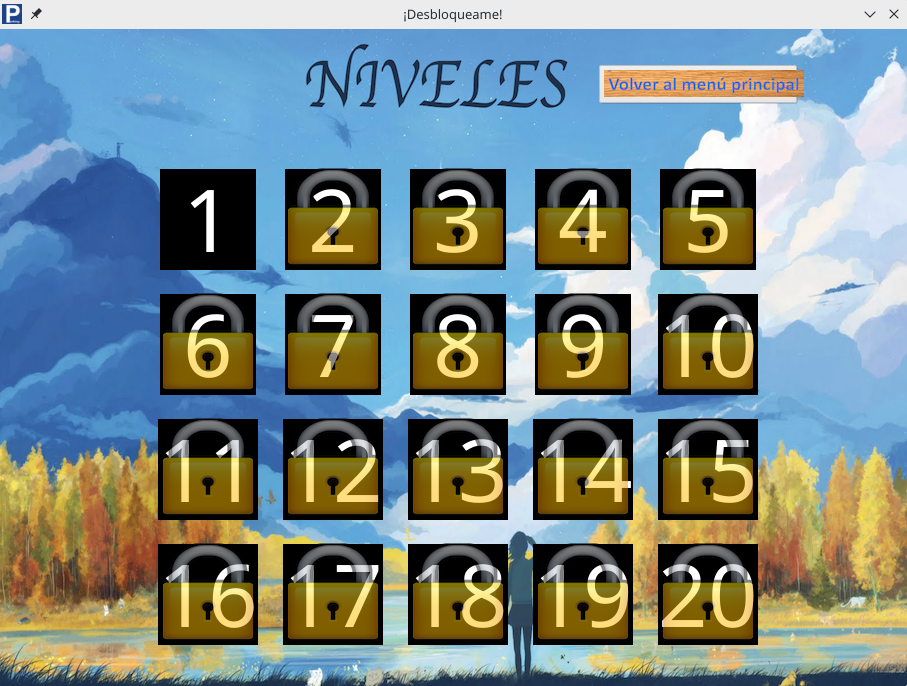 ¡Desbloqueame!
NIVELES
Volver al menú principal
1 2 3 4 5
6 7 8 9 10
11 12 13 14 15
16 17 18 19 20